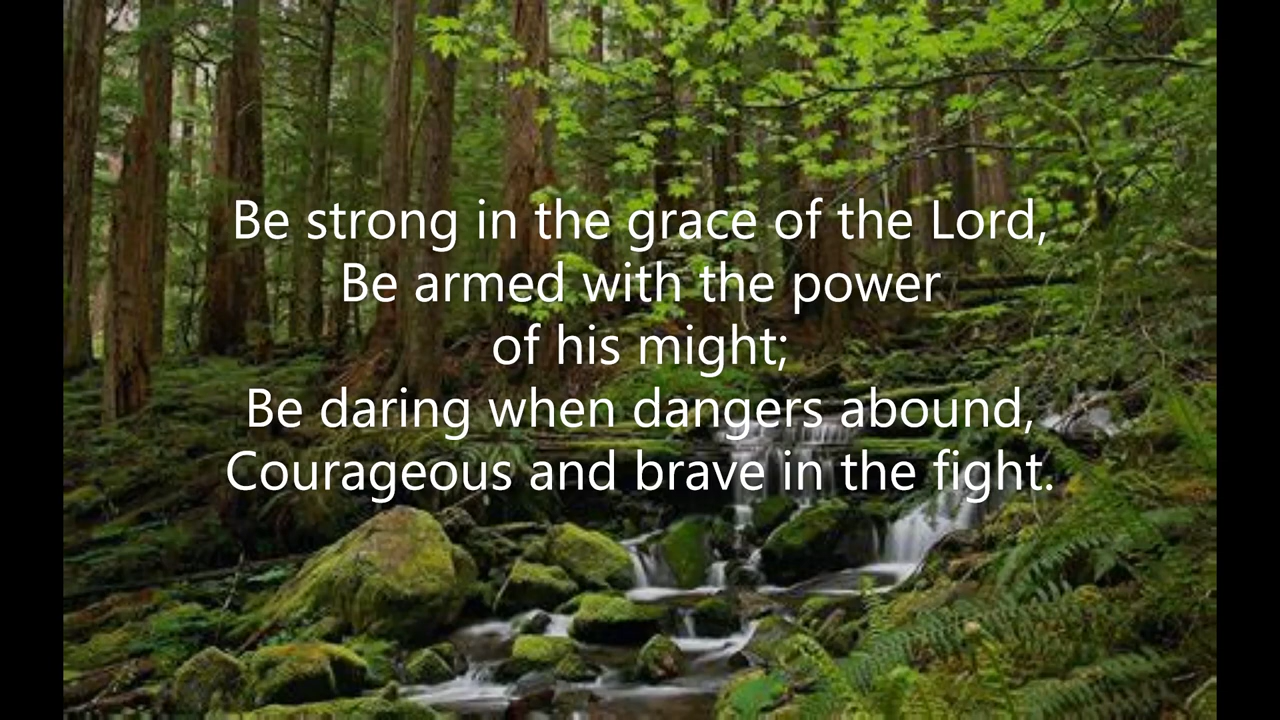 Be strong in the grace of the Lord,
Be armed with the power
of his might;
Be daring when dangers abound,
Courageous and brave in the fight.